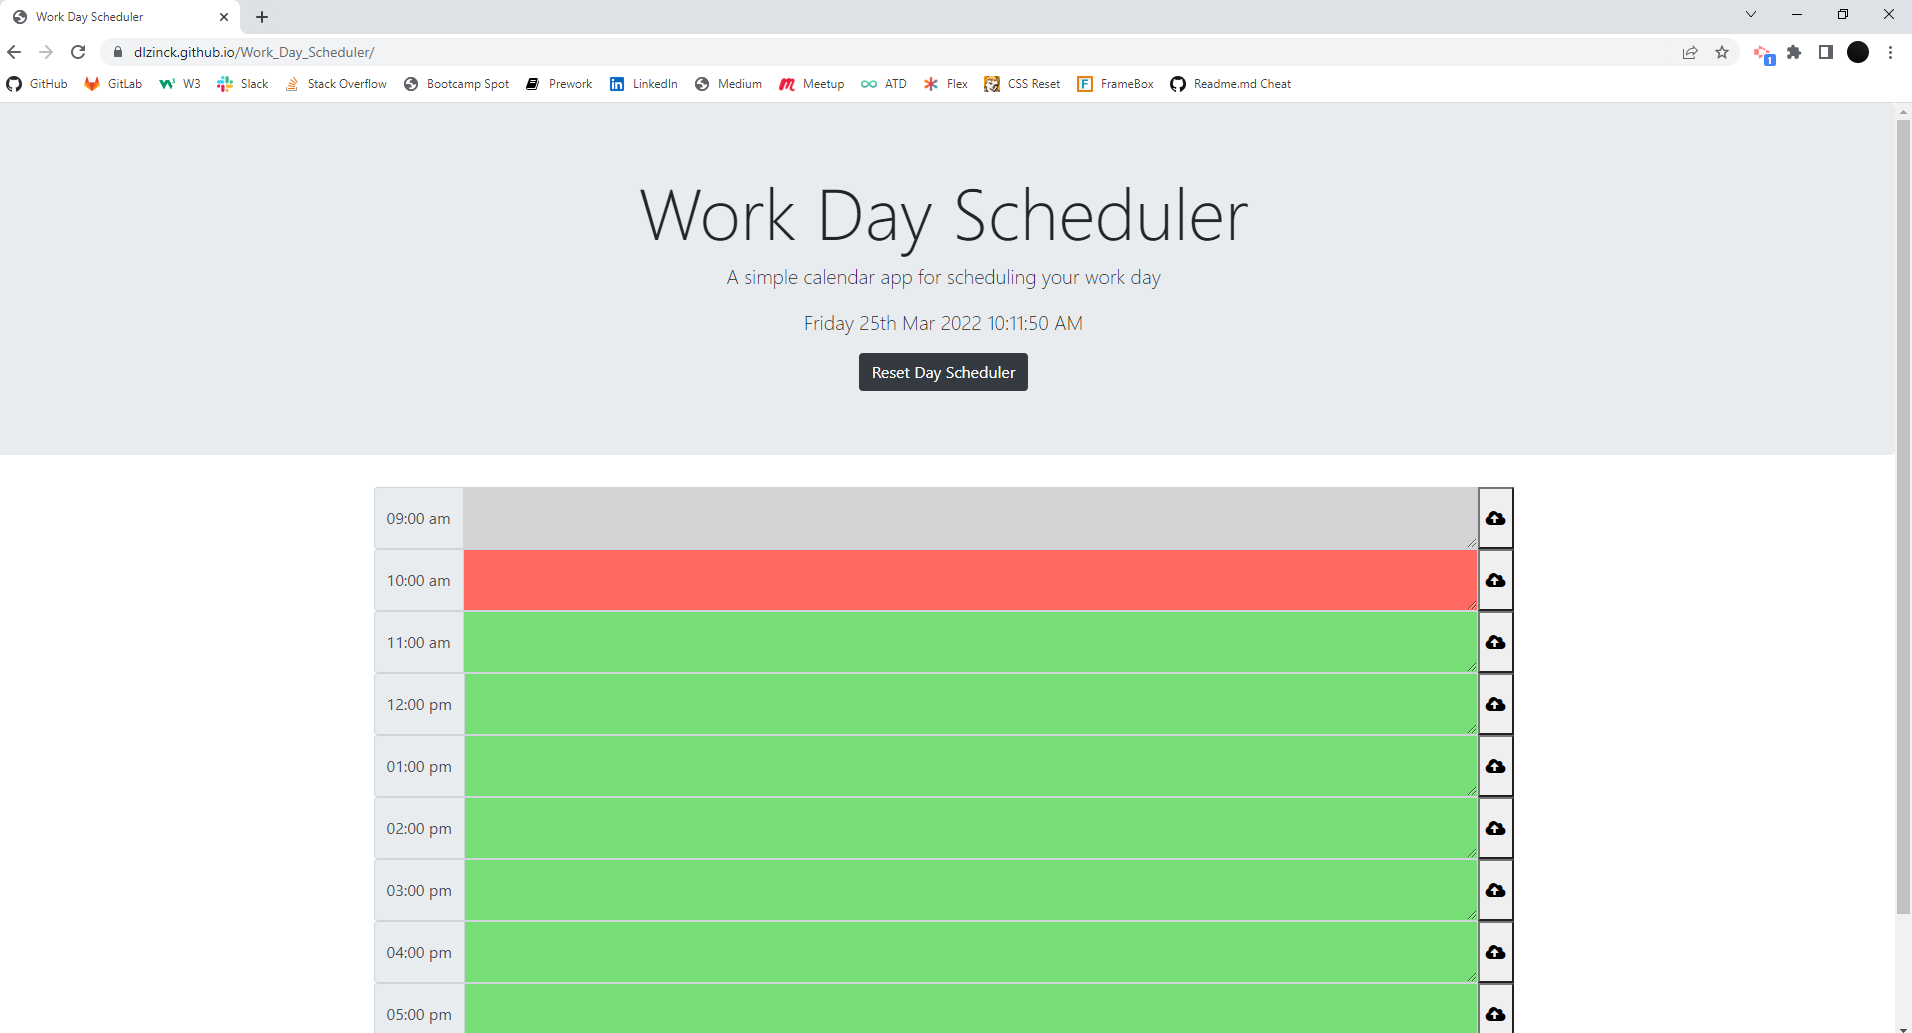 Work Day Scheduler
dlzinck.github.io/Work_Day_Scheduler/
1
GitHub GitLab W3 Slack Stack Overflow Bootcamp Spot Prework LinkedIn Medium Meetup ATD Flex CSS Reset FrameBox Readme.md Cheat
Work Day Scheduler
A simple calendar app for scheduling your work day
Friday 25th Mar 2022 10:11:50 AM
Reset Day Scheduler
09:00 am
10:00 am
11:00 am
12:00 pm
01:00 pm
02:00 pm
03:00 pm
04:00 pm
05:00 pm